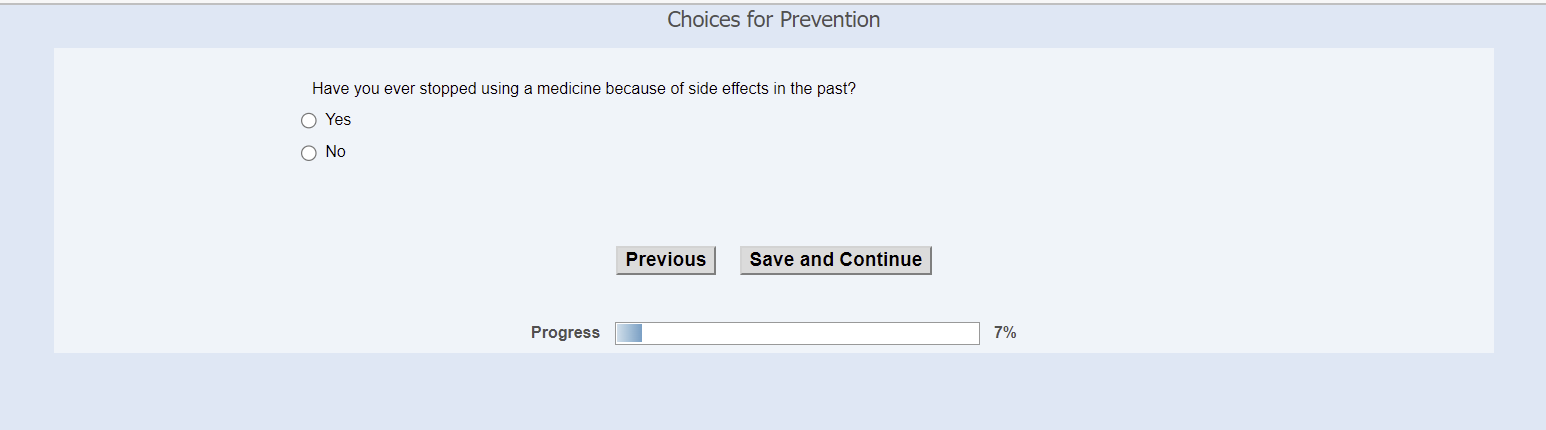 Choices for Prevention
Have you ever stopped using a medicine because of side effects in the past?
Yes
No
Previous Save and Continue
Progress 7%